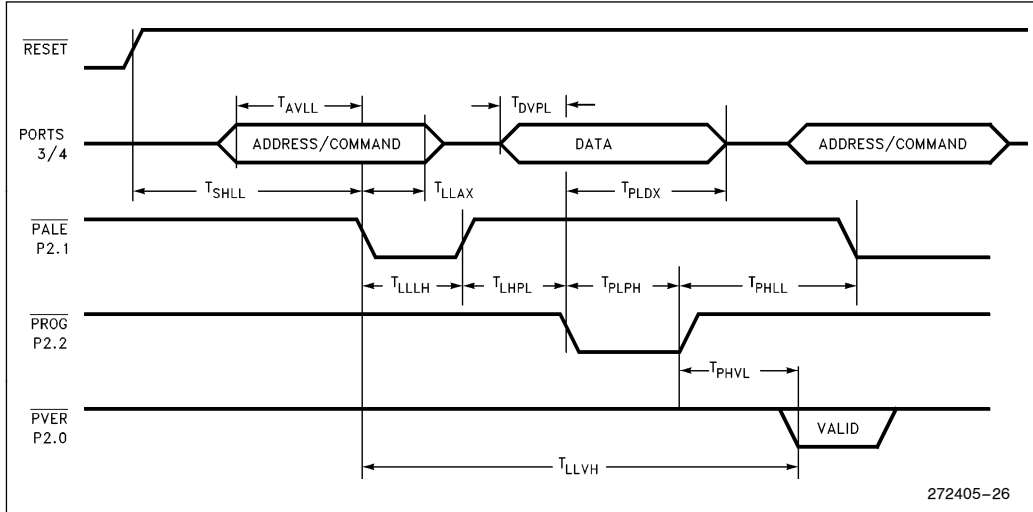 RESET
T_AVLL
T_DVPL
PORTS
3/4
ADDRESS/COMMAND
DATA
ADDRESS/COMMAND
T_SHLL
T_LLAX
T_PLDX
PALE
P2.1
T_LLLH
T_LHPL
T_PLPH
T_PHLL
PROG
P2.2
T_PHVL
PVER
P2.0
VALID
T_LLVH
272405-26